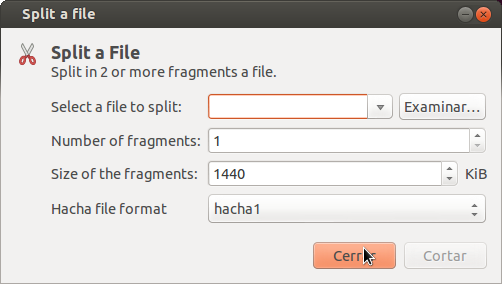 Split a file
Split a File
Split in 2 or more fragments a file.
Select a file to split: Examinar...
Number of fragments: 1
Size of the fragments: 1440 KiB
Hacha file format hacha1
Cerrar Cortar